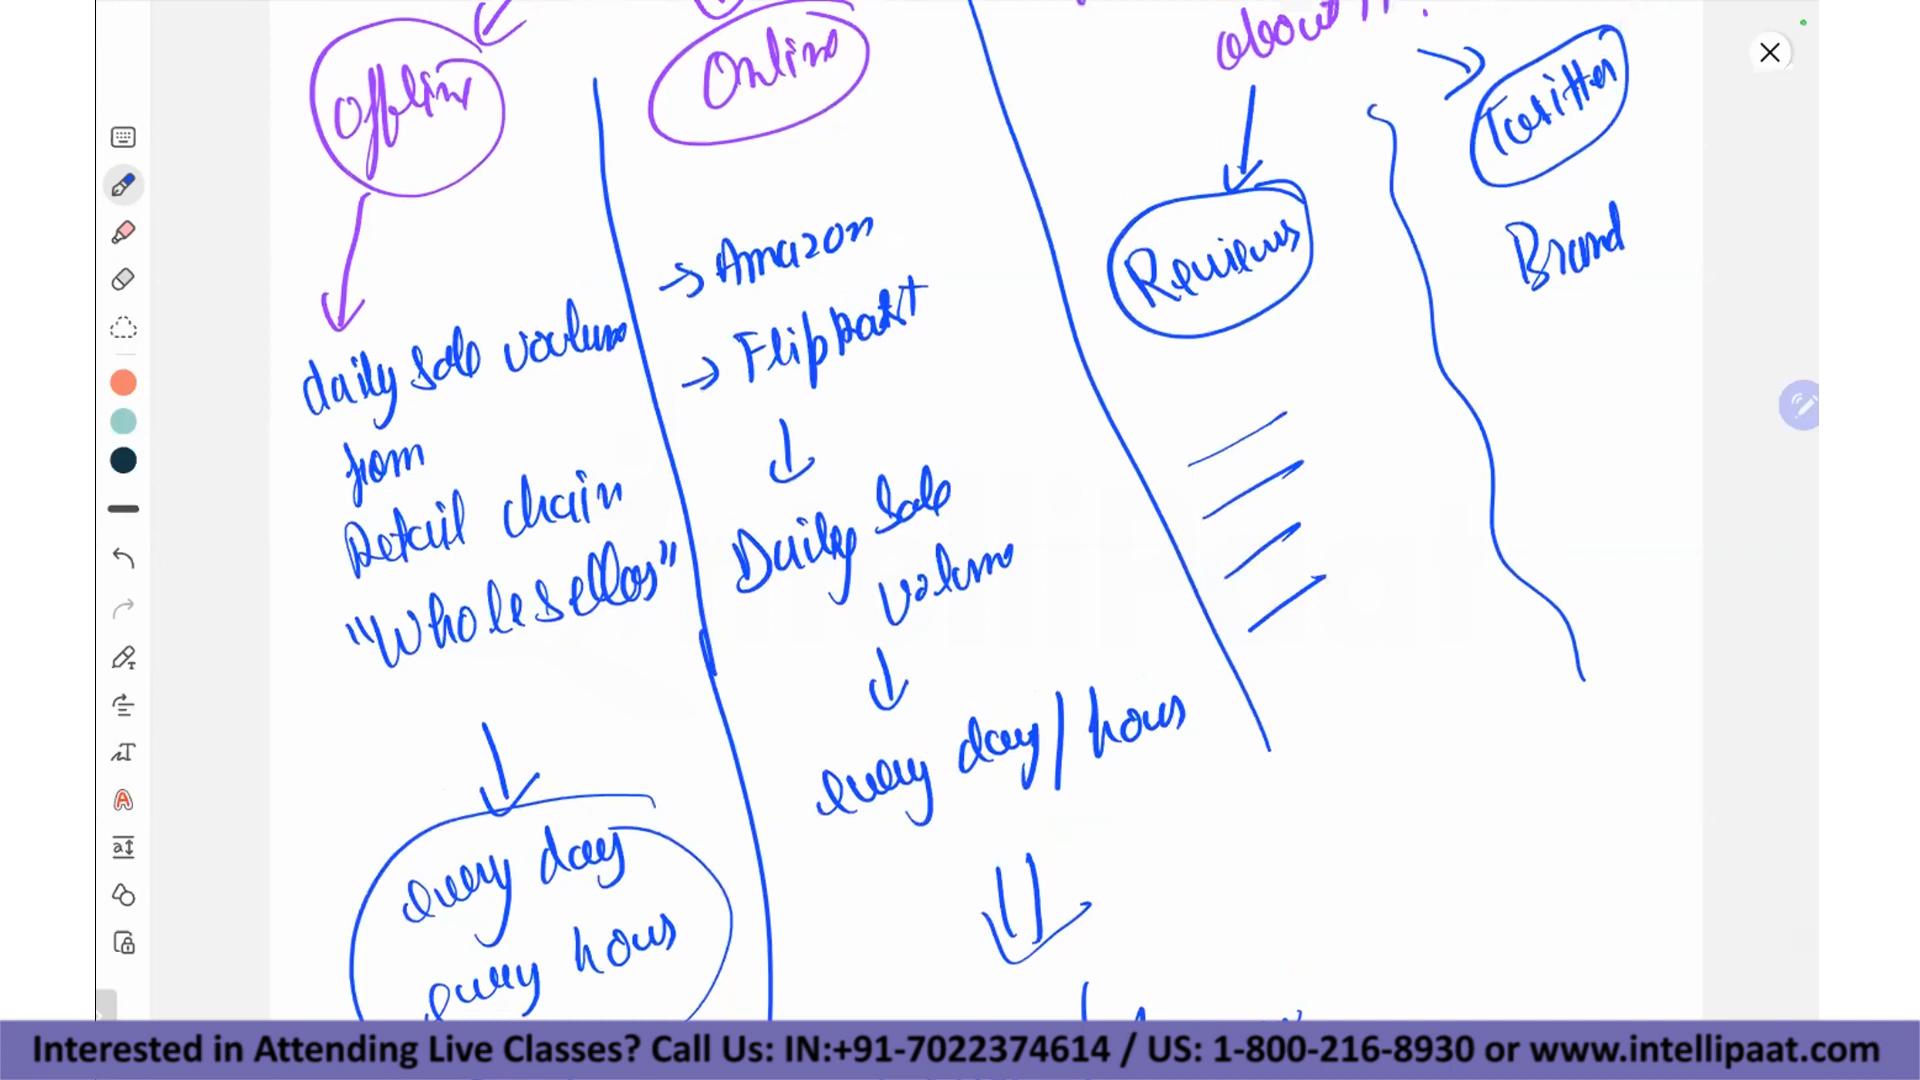 offline
daily sale volume
from
Retail chain
"Wholesellers"
every day
every hour
Online
→ Amazon
→ Flipkart
Daily Sale
volume
every day/hour
about it?
Reviews
Twitter
Brand
Interested in Attending Live Classes? Call Us: IN:+91-7022374614 / US: 1-800-216-8930 or www.intellipaat.com